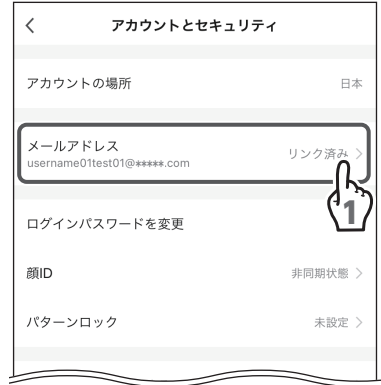 アカウントとセキュリティ
アカウントの場所 日本
メールアドレス リンク済み
username01test01@*****.com
1
ログインパスワードを変更
顔ID 非同期状態
パターンロック 未設定